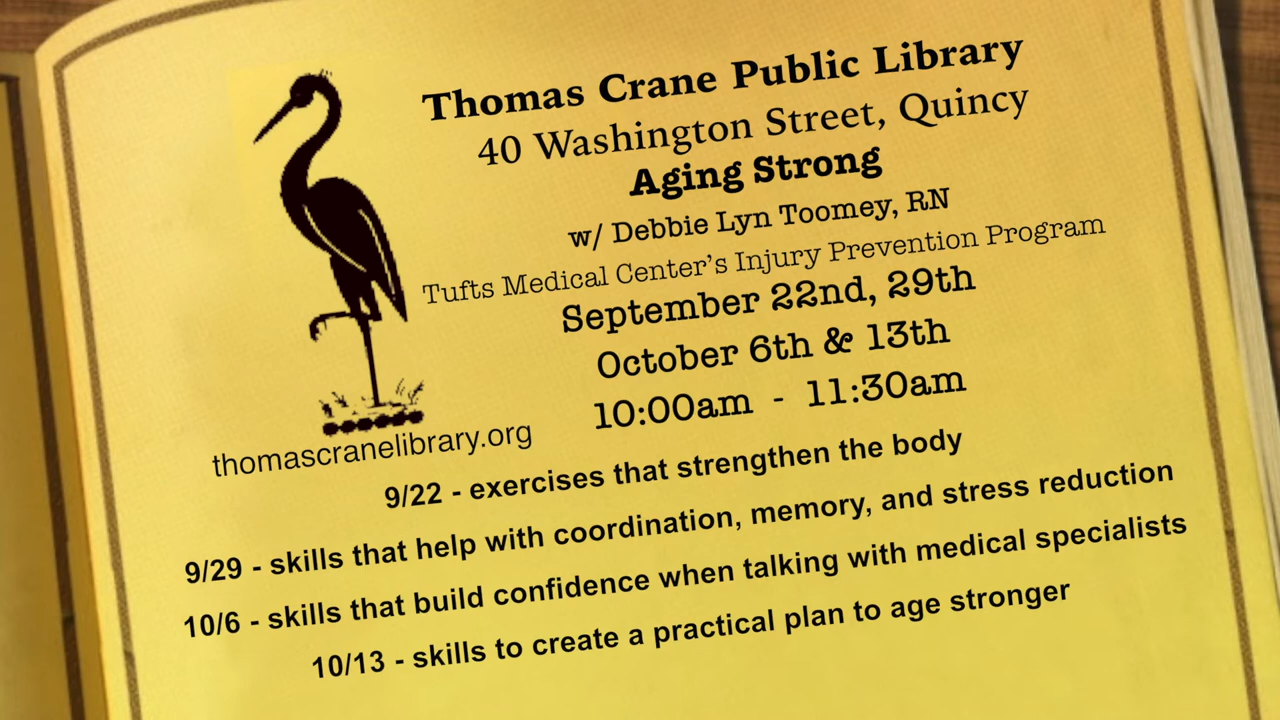 Thomas Crane Public Library
40 Washington Street, Quincy
Aging Strong
w/ Debbie Lyn Toomey, RN
Tufts Medical Center's Injury Prevention Program
September 22nd, 29th
October 6th & 13th
10:00am - 11:30am
thomascranelibrary.org
9/22 - exercises that strengthen the body
9/29 - skills that help with coordination, memory, and stress reduction
10/6 - skills that build confidence when talking with medical specialists
10/13 - skills to create a practical plan to age stronger